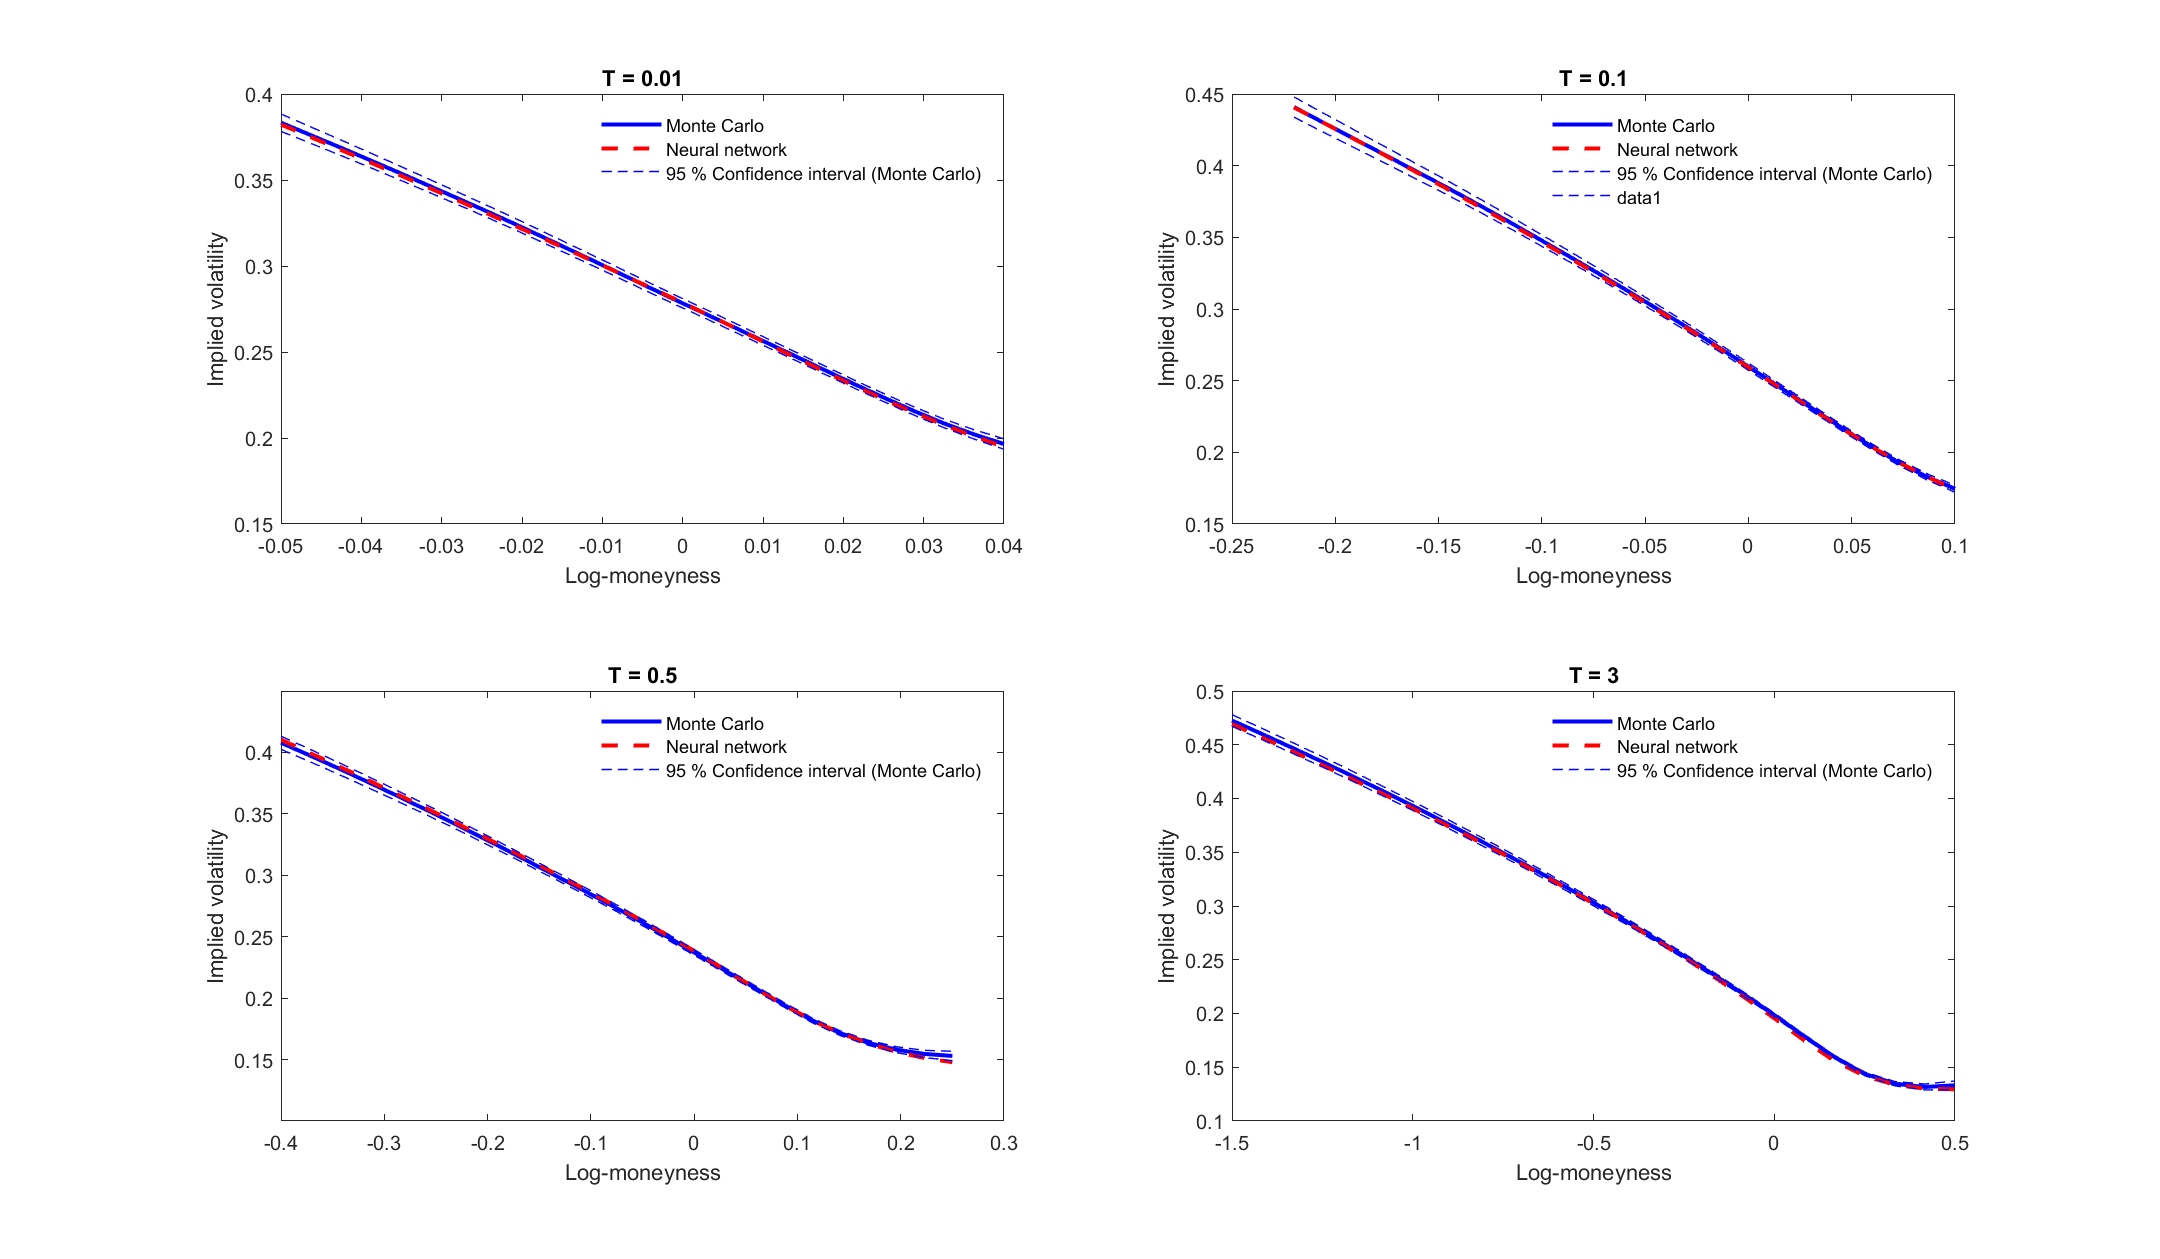 T = 0.01
0.4
0.35
0.3
0.25
0.2
0.15
Implied volatility
Monte Carlo
Neural network
95 % Confidence interval (Monte Carlo)
-0.05 -0.04 -0.03 -0.02 -0.01 0 0.01 0.02 0.03 0.04
Log-moneyness
T = 0.1
0.45
0.4
0.35
0.3
0.25
0.2
0.15
Implied volatility
Monte Carlo
Neural network
95 % Confidence interval (Monte Carlo)
data1
-0.25 -0.2 -0.15 -0.1 -0.05 0 0.05 0.1
Log-moneyness
T = 0.5
0.4
0.35
0.3
0.25
0.2
0.15
Implied volatility
Monte Carlo
Neural network
95 % Confidence interval (Monte Carlo)
-0.4 -0.3 -0.2 -0.1 0 0.1 0.2 0.3
Log-moneyness
T = 3
0.5
0.45
0.4
0.35
0.3
0.25
0.2
0.15
0.1
Implied volatility
Monte Carlo
Neural network
95 % Confidence interval (Monte Carlo)
-1.5 -1 -0.5 0 0.5
Log-moneyness